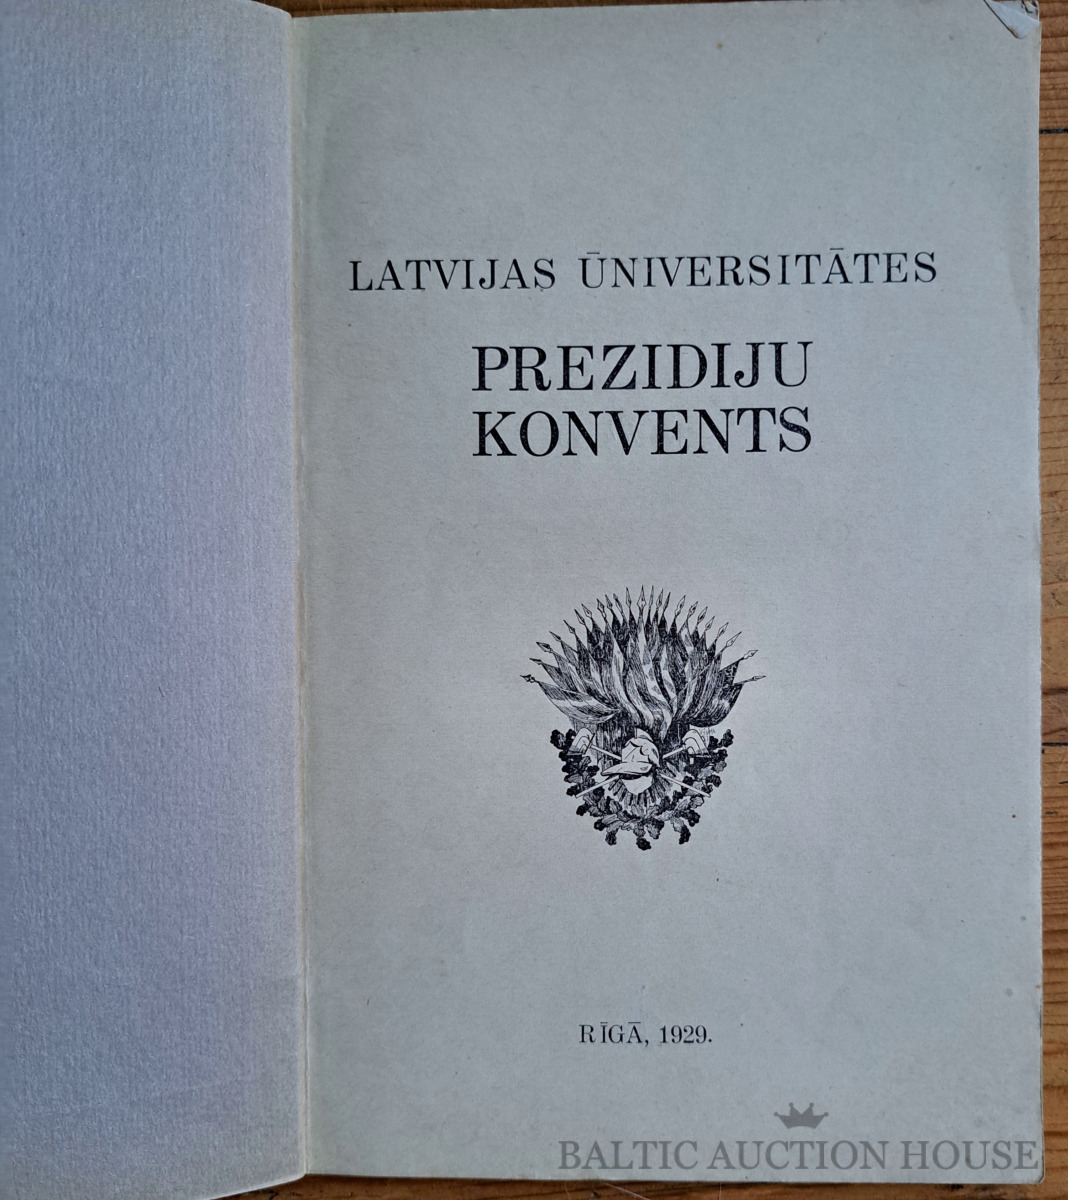 LATVIJAS ŪNIVERSITĀTES
PREZIDIJU
KONVENTS
RĪGĀ, 1929.
BALTIC AUCTION HOUSE